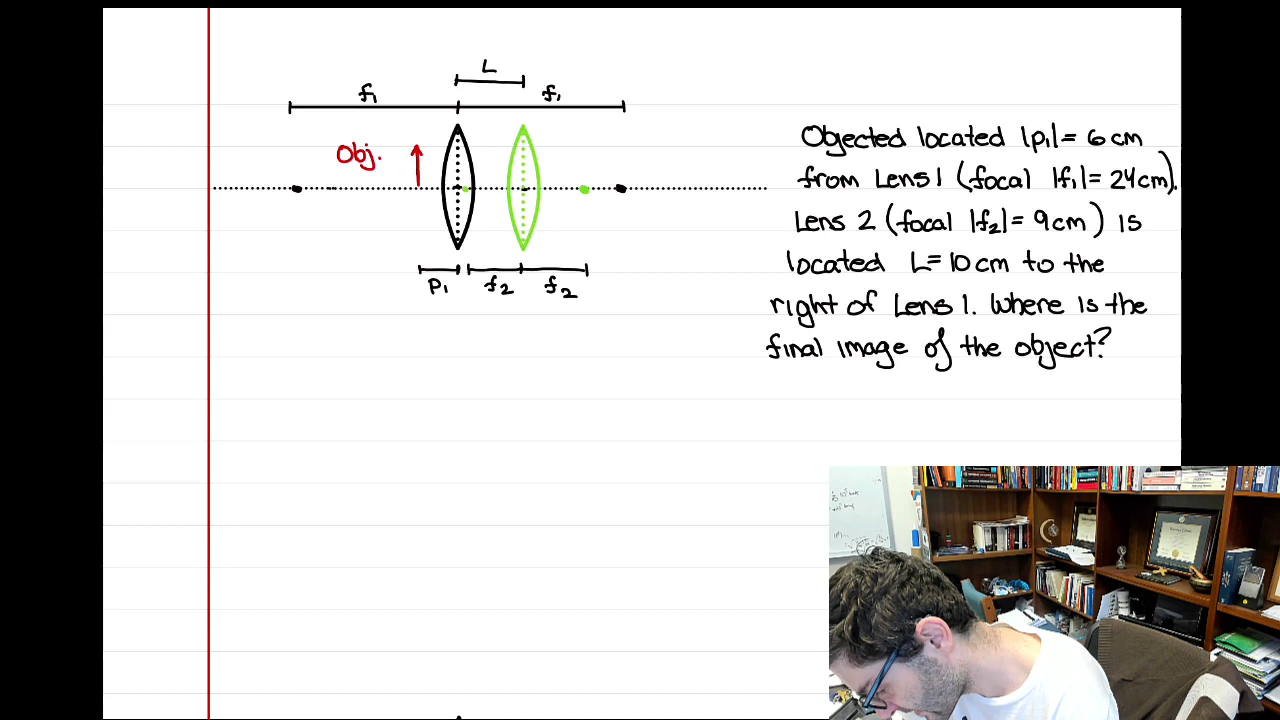 L
f₁ f₁
Obj.
p₁ f₂ f₂
Objected located |p₁| = 6 cm
from Lens 1 (focal |f₁| = 24 cm).
Lens 2 (focal |f₂| = 9 cm) is
located L = 10 cm to the
right of Lens 1. Where is the
final image of the object?